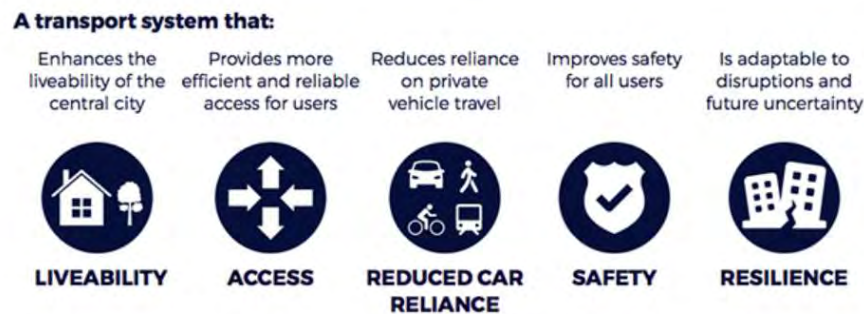 A transport system that:
Enhances the
liveability of the
central city
Provides more
efficient and reliable
access for users
Reduces reliance
on private
vehicle travel
Improves safety
for all users
Is adaptable to
disruptions and
future uncertainty
LIVEABILITY
ACCESS
REDUCED CAR
RELIANCE
SAFETY
RESILIENCE